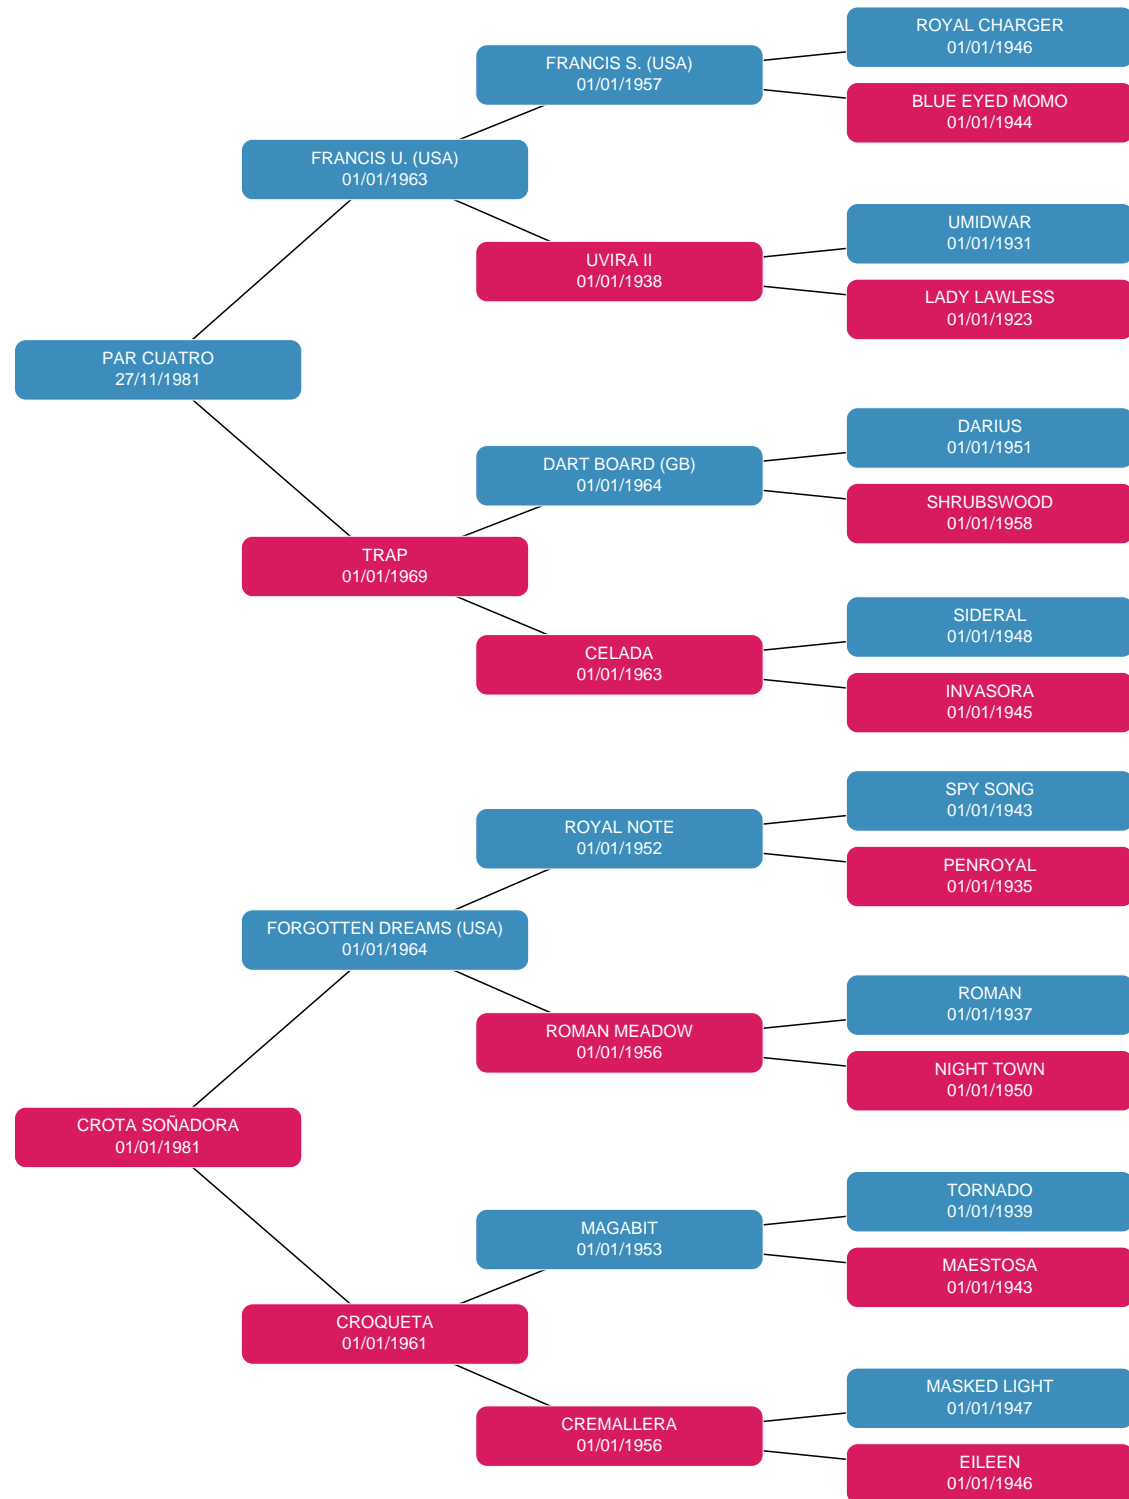 ROYAL CHARGER
01/01/1946
FRANCIS S. (USA)
01/01/1957
BLUE EYED MOMO
01/01/1944
FRANCIS U. (USA)
01/01/1963
UMIDWAR
01/01/1931
UVIRA II
01/01/1938
LADY LAWLESS
01/01/1923
PAR CUATRO
27/11/1981
DARIUS
01/01/1951
DART BOARD (GB)
01/01/1964
SHRUBSWOOD
01/01/1958
TRAP
01/01/1969
SIDERAL
01/01/1948
CELADA
01/01/1963
INVASORA
01/01/1945
SPY SONG
01/01/1943
ROYAL NOTE
01/01/1952
PENROYAL
01/01/1935
FORGOTTEN DREAMS (USA)
01/01/1964
ROMAN
01/01/1937
ROMAN MEADOW
01/01/1956
NIGHT TOWN
01/01/1950
CROTA SOÑADORA
01/01/1981
TORNADO
01/01/1939
MAGABIT
01/01/1953
MAESTOSA
01/01/1943
CROQUETA
01/01/1961
MASKED LIGHT
01/01/1947
CREMALLERA
01/01/1956
EILEEN
01/01/1946